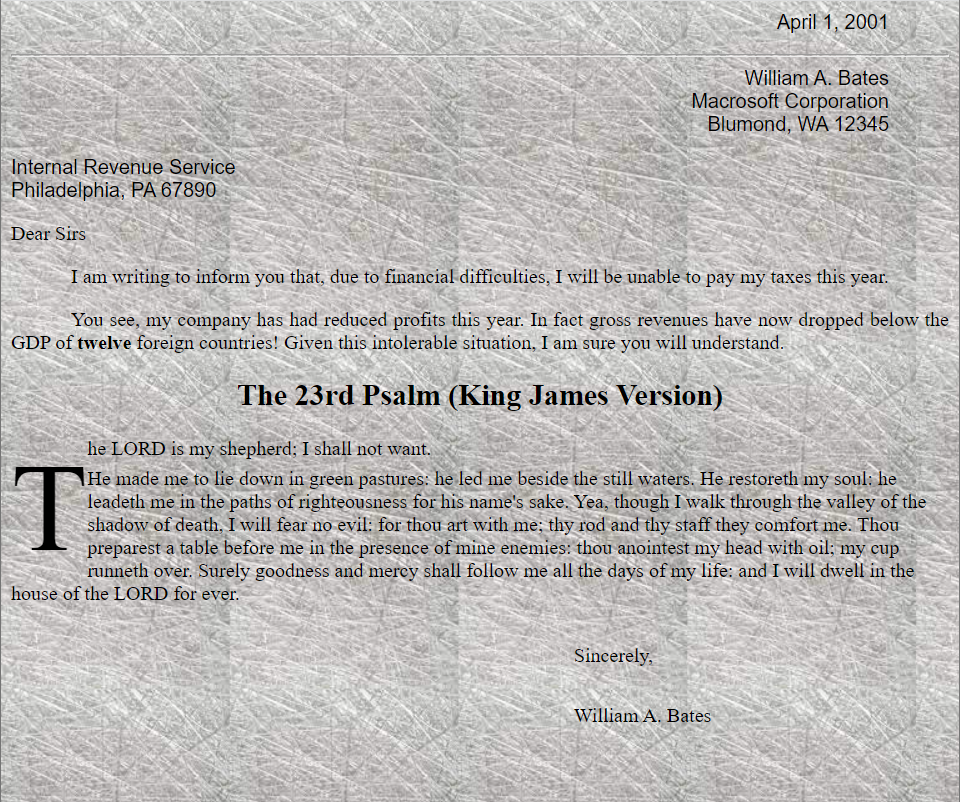 April 1, 2001
William A. Bates
Macrosoft Corporation
Blumond, WA 12345
Internal Revenue Service
Philadelphia, PA 67890
Dear Sirs
I am writing to inform you that, due to financial difficulties, I will be unable to pay my taxes this year.
You see, my company has had reduced profits this year. In fact gross revenues have now dropped below the
GDP of twelve foreign countries! Given this intolerable situation, I am sure you will understand.
The 23rd Psalm (King James Version)
The LORD is my shepherd; I shall not want.
He made me to lie down in green pastures: he led me beside the still waters. He restoreth my soul: he
leadeth me in the paths of righteousness for his name's sake. Yea, though I walk through the valley of the
shadow of death, I will fear no evil: for thou art with me; thy rod and thy staff they comfort me. Thou
preparest a table before me in the presence of mine enemies: thou anointest my head with oil; my cup
runneth over. Surely goodness and mercy shall follow me all the days of my life: and I will dwell in the
house of the LORD for ever.
Sincerely,
William A. Bates